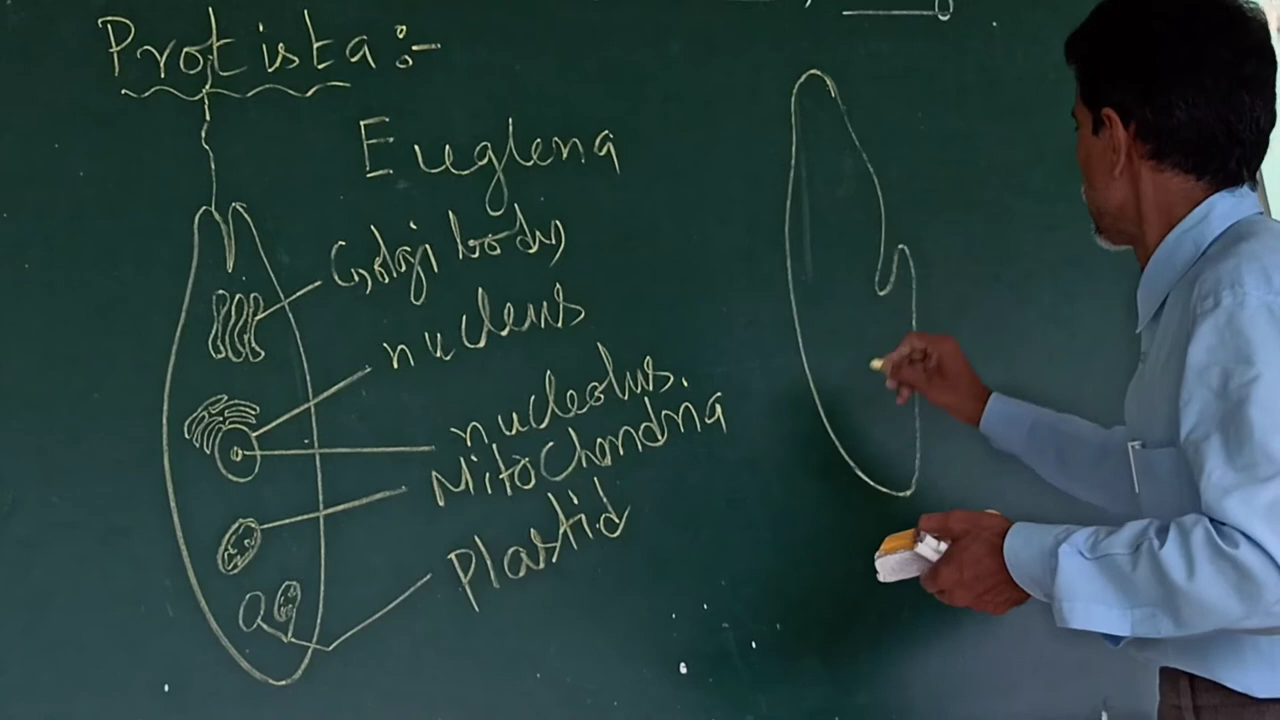 Protista :-
Euglena
Golgi body
nucleus
nucleolus.
Mitochondria
Plastid